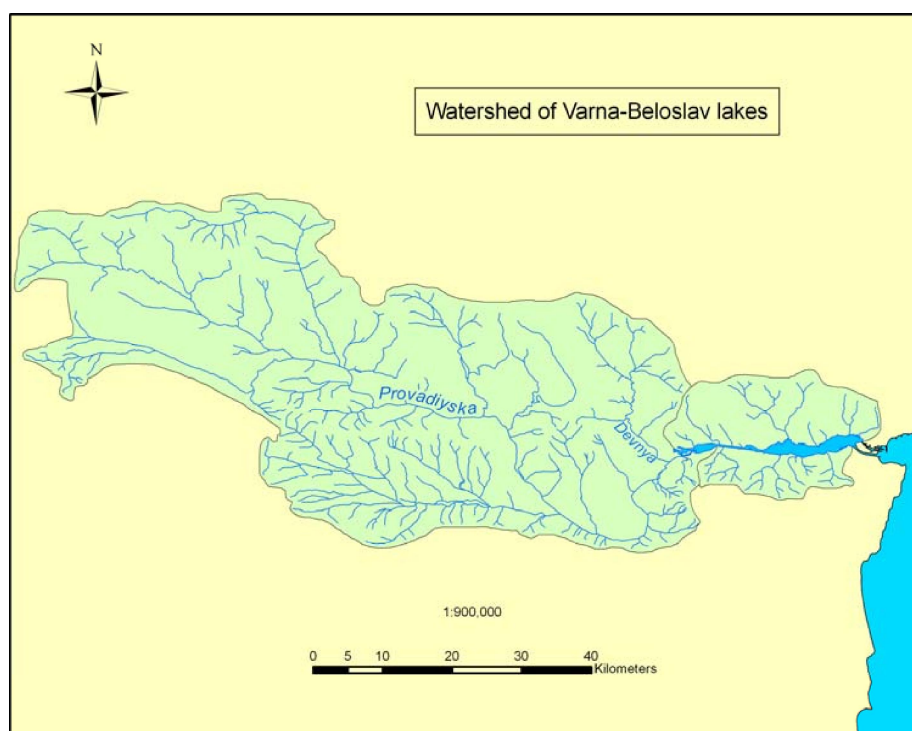 N
Watershed of Varna-Beloslav lakes
Provadiyska
Devnya
1:900,000
0 5 10 20 30 40
Kilometers